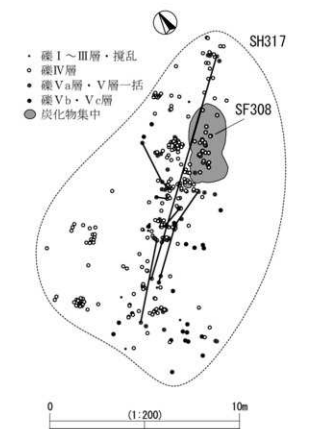 SH317
・ 礫Ⅰ～Ⅲ層・撹乱
○ 礫Ⅳ層
● 礫Ⅴa層・Ⅴ層一括
● 礫Ⅴb・Ⅴc層
炭化物集中
SF308
0 (1:200) 10m